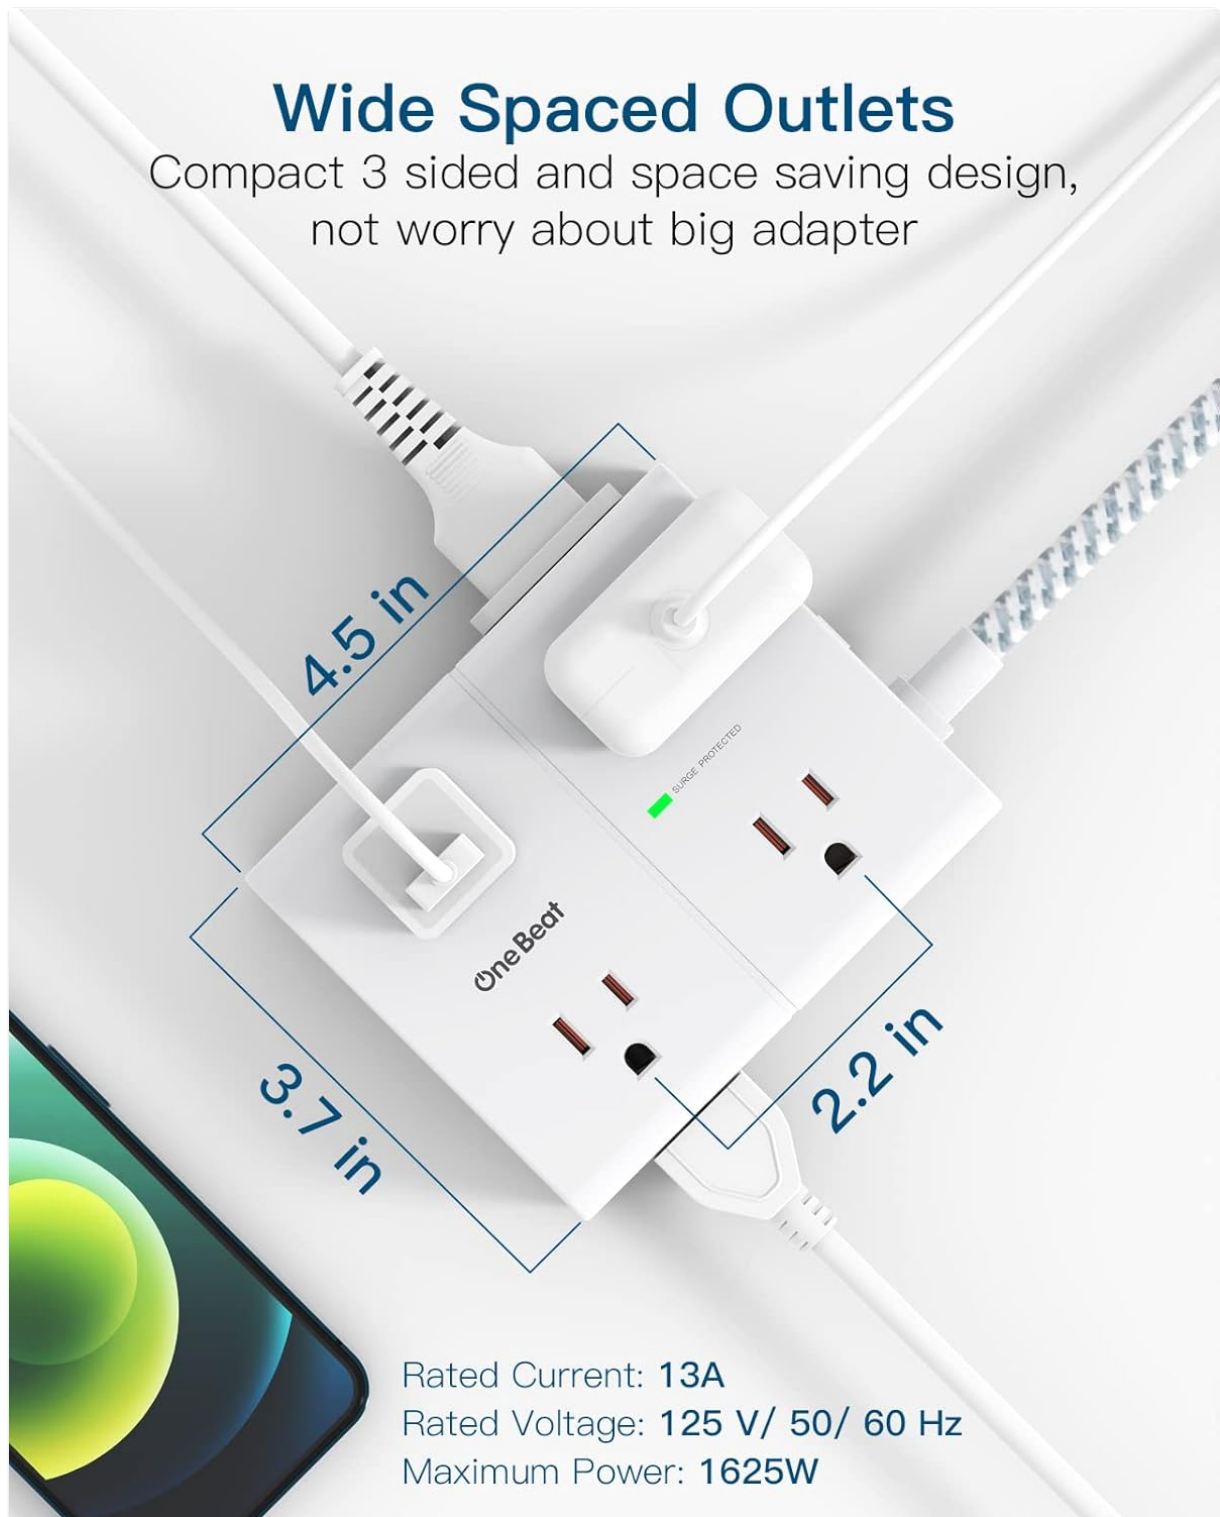 Wide Spaced Outlets
Compact 3 sided and space saving design,
not worry about big adapter
4.5 in
SURGE PROTECTED
OneBeat
3.7 in
2.2 in
Rated Current: 13A
Rated Voltage: 125 V/ 50/ 60 Hz
Maximum Power: 1625W